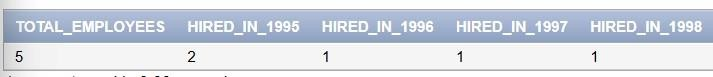 TOTAL_EMPLOYEES HIRED_IN_1995 HIRED_IN_1996 HIRED_IN_1997 HIRED_IN_1998
5 2 1 1 1